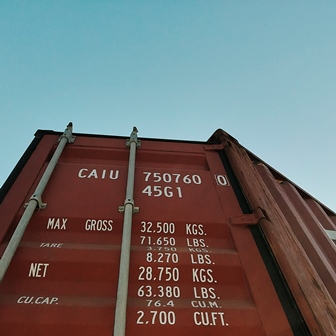 CAIU 750760 0
45G1
MAX GROSS 32.500 KGS.
71.650 LBS.
TARE 3.750 KGS.
8.270 LBS.
NET 28.750 KGS.
63.380 LBS.
CU.CAP. 76.4 CU.M.
2.700 CU.FT.